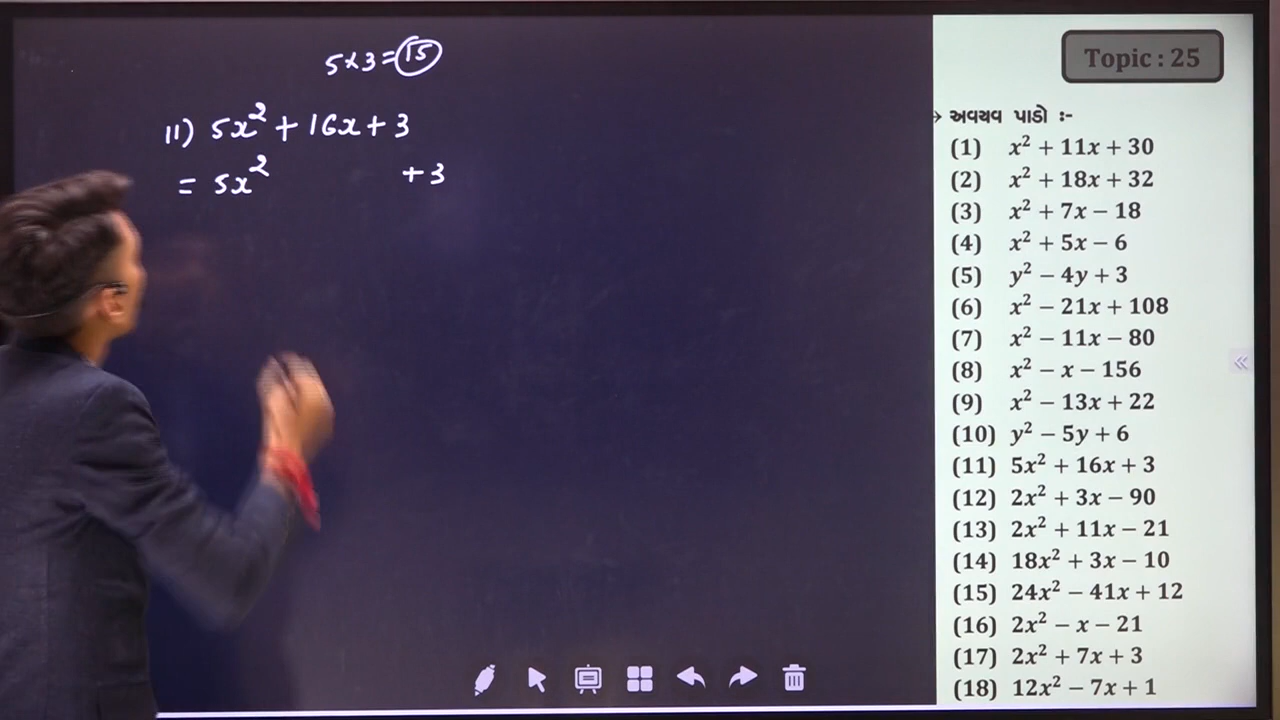 5×3=15
11) 5x² + 16x + 3
= 5x² + 3
Topic : 25
→ અવયવ પાડો :-
(1) x² + 11x + 30
(2) x² + 18x + 32
(3) x² + 7x − 18
(4) x² + 5x − 6
(5) y² − 4y + 3
(6) x² − 21x + 108
(7) x² − 11x − 80
(8) x² − x − 156
(9) x² − 13x + 22
(10) y² − 5y + 6
(11) 5x² + 16x + 3
(12) 2x² + 3x − 90
(13) 2x² + 11x − 21
(14) 18x² + 3x − 10
(15) 24x² − 41x + 12
(16) 2x² − x − 21
(17) 2x² + 7x + 3
(18) 12x² − 7x + 1